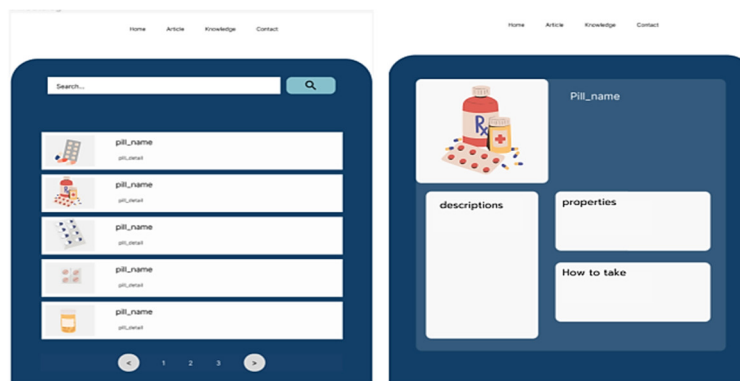 Home Article Knowledge Contact
Search...
pill_name
pill_detail
pill_name
pill_detail
pill_name
pill_detail
pill_name
pill_detail
pill_name
pill_detail
< 1 2 3 >
Home Article Knowledge Contact
Rx
Pill_name
descriptions
properties
How to take